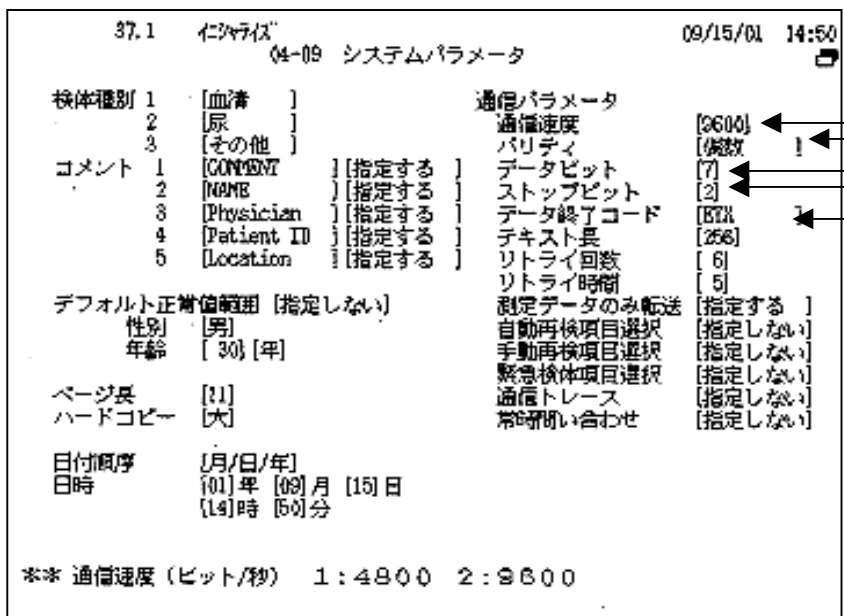 37.1 イニシャライズ 09/15/01 14:50
04-09 システムパラメータ
検体種別 1 [血清 ] 通信パラメータ
2 [尿 ] 通信速度 [9600]
3 [その他 ] パリティ [偶数 ]
コメント 1 [COMMENT ] [指定する ] データビット [7]
2 [NAME ] [指定する ] ストップビット [2]
3 [Physician ] [指定する ] データ終了コード [ETX ]
4 [Patient ID ] [指定する ] テキスト長 [256]
5 [Location ] [指定する ] リトライ回数 [ 6]
リトライ時間 [ 5]
デフォルト正常値範囲 [指定しない] 測定データのみ転送 [指定する ]
性別 [男] 自動再検項目選択 [指定しない]
年齢 [ 30] [年] 手動再検項目選択 [指定しない]
緊急検体項目選択 [指定しない]
ページ長 [11] 通信トレース [指定しない]
ハードコピー [大] 常時問い合わせ [指定しない]
日付順序 [月/日/年]
日時 [01] 年 [09] 月 [15] 日
[14]時 [50]分
** 通信速度 (ビット/秒) 1:4800 2:9600